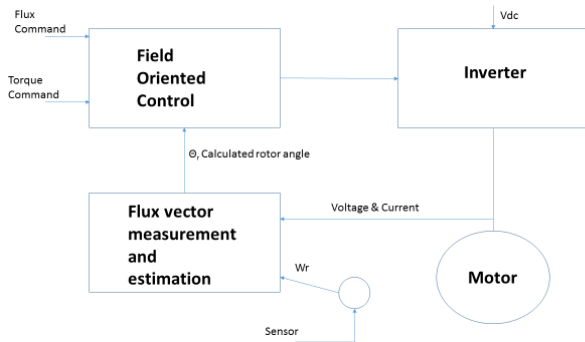 Flux
Command
Torque
Command
Field
Oriented
Control
Vdc
Inverter
Θ, Calculated rotor angle
Flux vector
measurement
and
estimation
Voltage & Current
Wr
Motor
Sensor